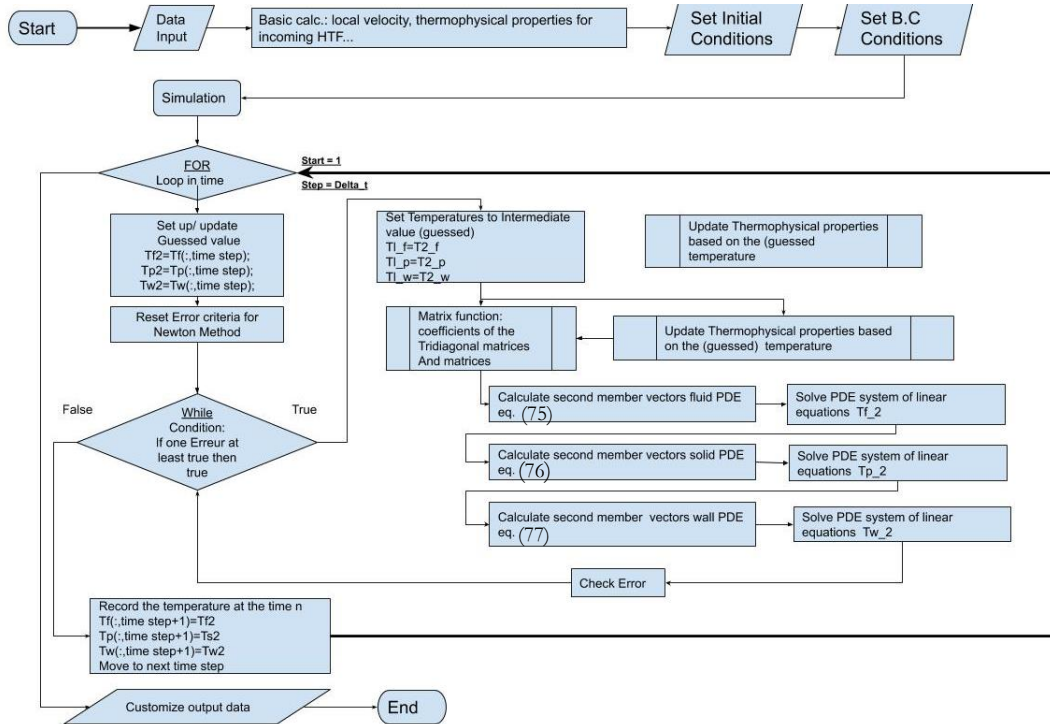 Start
Data
Input
Basic calc.: local velocity, thermophysical properties for
incoming HTF...
Set Initial
Conditions
Set B.C
Conditions
Simulation
FOR
Loop in time
Start = 1
Step = Delta_t
Set up/ update
Guessed value
Tf2=Tf(:,time step);
Tp2=Tp(:,time step);
Tw2=Tw(:,time step);
Reset Error criteria for
Newton Method
False
True
While
Condition:
If one Erreur at
least true then
true
Set Temperatures to Intermediate
value (guessed)
Tl_f=T2_f
Tl_p=T2_p
Tl_w=T2_w
Update Thermophysical properties
based on the (guessed
temperature
Matrix function:
coefficients of the
Tridiagonal matrices
And matrices
Update Thermophysical properties based
on the (guessed) temperature
Calculate second member vectors fluid PDE
eq. (75)
Solve PDE system of linear
equations Tf_2
Calculate second member vectors solid PDE
eq. (76)
Solve PDE system of linear
equations Tp_2
Calculate second member vectors wall PDE
eq. (77)
Solve PDE system of linear
equations Tw_2
Check Error
Record the temperature at the time n
Tf(:,time step+1)=Tf2
Tp(:,time step+1)=Ts2
Tw(:,time step+1)=Tw2
Move to next time step
Customize output data
End